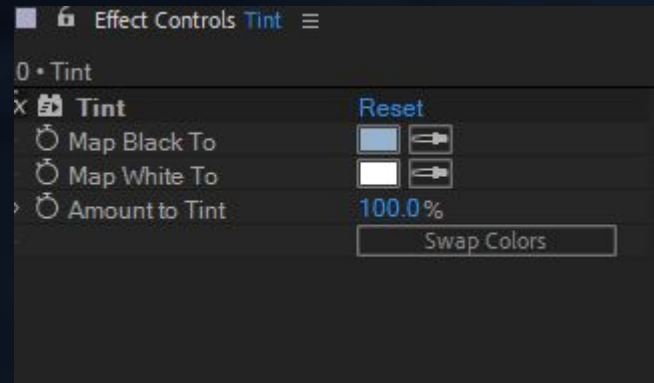 Effect Controls Tint
0 • Tint
Tint Reset
Map Black To
Map White To
Amount to Tint 100.0%
Swap Colors